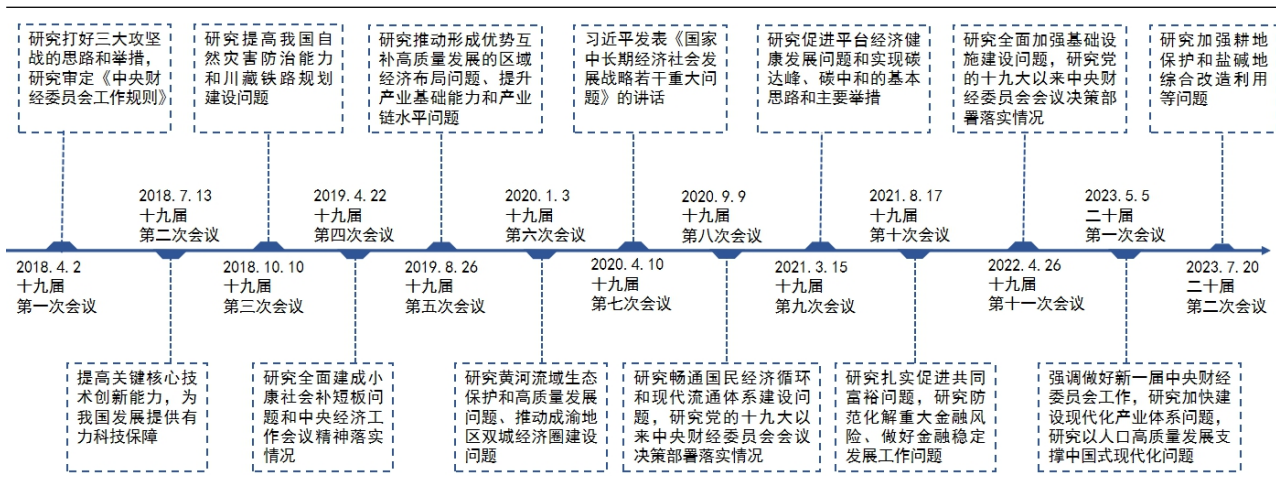 研究打好三大攻坚
战的思路和举措，
研究审定《中央财
经委员会工作规则》
研究提高我国自
然灾害防治能力
和川藏铁路规划
建设问题
研究推动形成优势互
补高质量发展的区域
经济布局问题、提升
产业基础能力和产业
链水平问题
习近平发表《国家
中长期经济社会发
展战略若干重大问
题》的讲话
研究促进平台经济健
康发展问题和实现碳
达峰、碳中和的基本
思路和主要举措
研究全面加强基础设
施建设问题，研究党
的十九大以来中央财
经委员会会议决策部
署落实情况
研究加强耕地
保护和盐碱地
综合改造利用
等问题
2018.7.13
十九届
第二次会议
2019.4.22
十九届
第四次会议
2020.1.3
十九届
第六次会议
2020.9.9
十九届
第八次会议
2021.8.17
十九届
第十次会议
2023.5.5
二十届
第一次会议
2018.4.2
十九届
第一次会议
2018.10.10
十九届
第三次会议
2019.8.26
十九届
第五次会议
2020.4.10
十九届
第七次会议
2021.3.15
十九届
第九次会议
2022.4.26
十九届
第十一次会议
2023.7.20
二十届
第二次会议
提高关键核心技
术创新能力，为
我国发展提供有
力科技保障
研究全面建成小
康社会补短板问
题和中央经济工
作会议精神落实
情况
研究黄河流域生态
保护和高质量发展
问题、推动成渝地
区双城经济圈建设
问题
研究畅通国民经济循环
和现代流通体系建设问
题，研究党的十九大以
来中央财经委员会会议
决策部署落实情况
研究扎实促进共同
富裕问题，研究防
范化解重大金融风
险、做好金融稳定
发展工作问题
强调做好新一届中央财经
委员会工作，研究加快建
设现代化产业体系问题，
研究以人口高质量发展支
撑中国式现代化问题